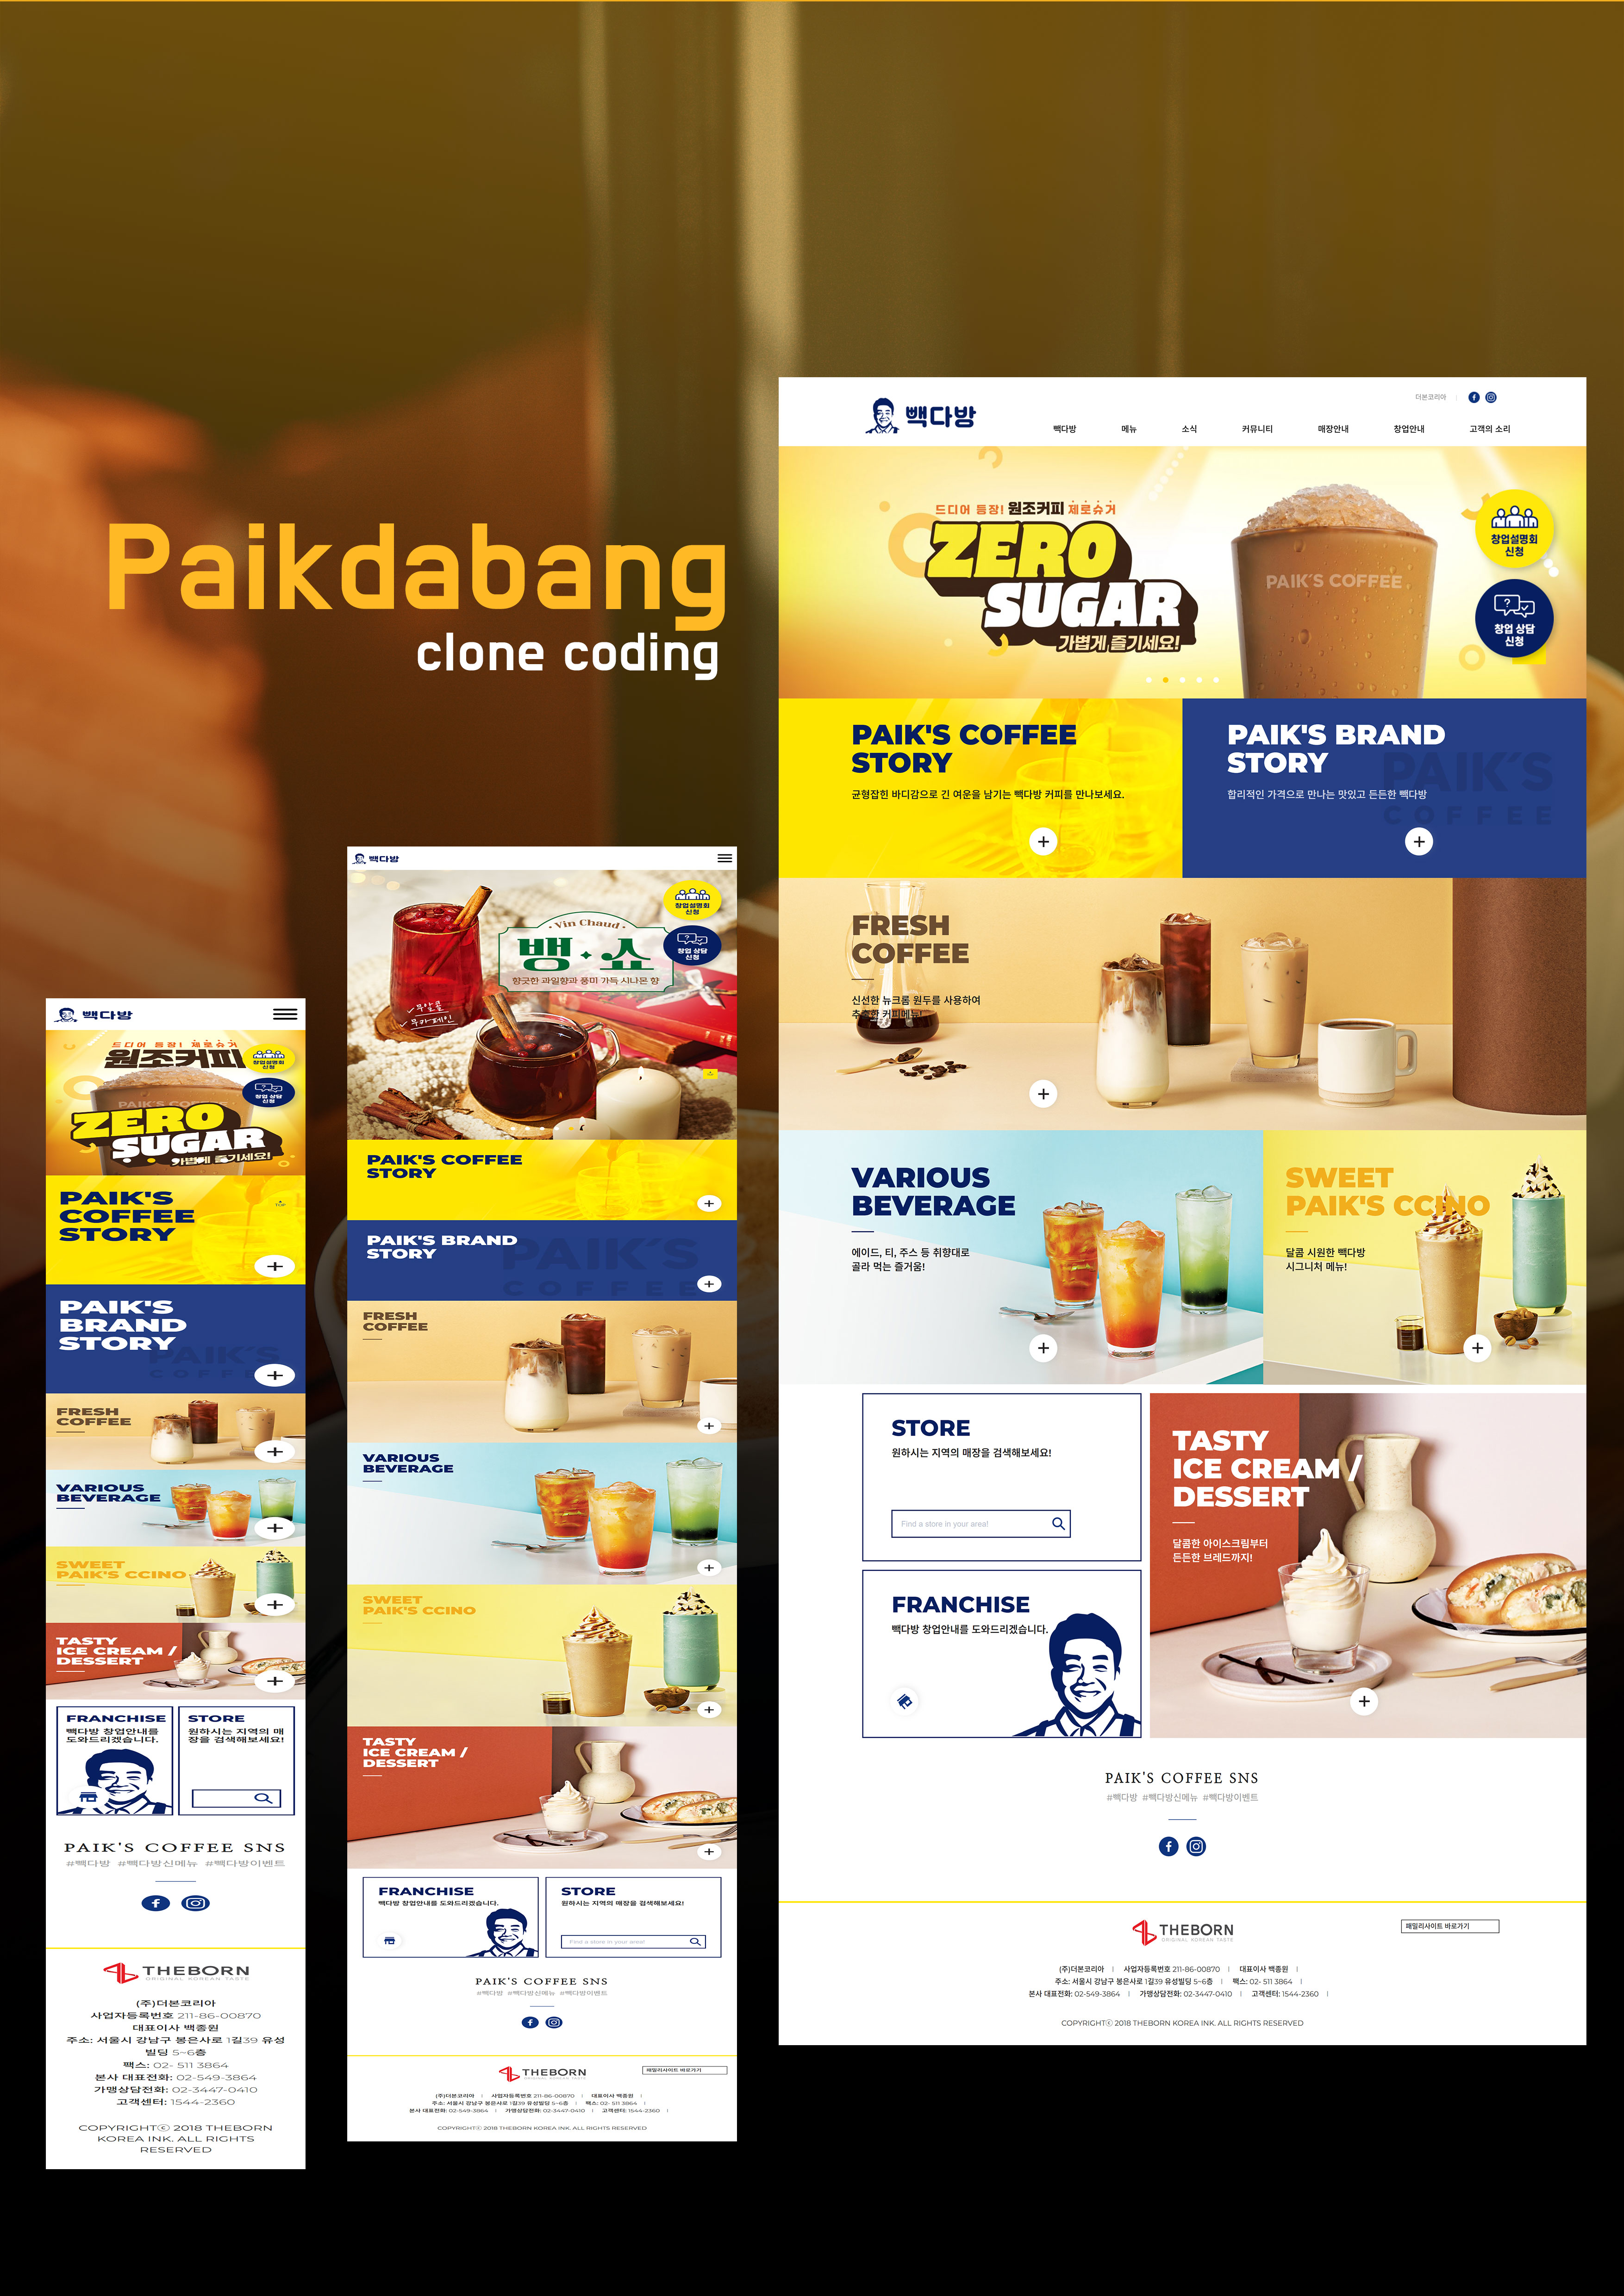 Paikdabang
clone coding
빽다방
원조커피
창업설명회
신청
창업 상담
신청
ZERO
SUGAR
가볍게 즐기세요!
PAIK'S
COFFEE
STORY
TOP
PAIK'S
BRAND
STORY
PAIK'S
COFFEE
FRESH
COFFEE
VARIOUS
BEVERAGE
SWEET
PAIK'S CCINO
TASTY
ICE CREAM /
DESSERT
FRANCHISE
빽다방 창업안내를
도와드리겠습니다.
STORE
원하시는 지역의 매
장을 검색해보세요!
PAIK'S COFFEE SNS
#빽다방 #빽다방신메뉴 #빽다방이벤트
THEBORN
ORIGINAL KOREAN TASTE
(주)더본코리아
사업자등록번호 211-86-00870
대표이사 백종원
주소: 서울시 강남구 봉은사로 1길39 유성
빌딩 5~6층
팩스: 02- 511 3864
본사 대표전화: 02-549-3864
가맹상담전화: 02-3447-0410
고객센터: 1544-2360
COPYRIGHTⓒ 2018 THEBORN
KOREA INK. ALL RIGHTS
RESERVED
빽다방
창업설명회
신청
창업 상담
신청
Vin Chaud
뱅·쇼
향긋한 과일향과 풍미 가득 시나몬 향
무알콜
무카페인
PAIK'S COFFEE
STORY
PAIK'S BRAND
STORY
PAIK'S
COFFEE
FRESH
COFFEE
VARIOUS
BEVERAGE
SWEET
PAIK'S CCINO
TASTY
ICE CREAM /
DESSERT
FRANCHISE
빽다방 창업안내를 도와드리겠습니다.
STORE
원하시는 지역의 매장을 검색해보세요!
Find a store in your area!
PAIK'S COFFEE SNS
#빽다방 #빽다방신메뉴 #빽다방이벤트
THEBORN
ORIGINAL KOREAN TASTE
패밀리사이트 바로가기
(주)더본코리아 | 사업자등록번호 211-86-00870 | 대표이사 백종원 |
주소: 서울시 강남구 봉은사로 1길39 유성빌딩 5~6층 | 팩스: 02- 511 3864 |
본사 대표전화: 02-549-3864 | 가맹상담전화: 02-3447-0410 | 고객센터: 1544-2360 |
COPYRIGHTⓒ 2018 THEBORN KOREA INK. ALL RIGHTS RESERVED
빽다방
더본코리아
빽다방 메뉴 소식 커뮤니티 매장안내 창업안내 고객의 소리
드디어 등장! 원조커피 제로슈거
ZERO
SUGAR
가볍게 즐기세요!
PAIK'S COFFEE
창업설명회
신청
창업 상담
신청
PAIK'S COFFEE
STORY
균형잡힌 바디감으로 긴 여운을 남기는 빽다방 커피를 만나보세요.
PAIK'S BRAND
STORY
합리적인 가격으로 만나는 맛있고 든든한 빽다방
PAIK'S
COFFEE
FRESH
COFFEE
신선한 뉴크롭 원두를 사용하여
추출한 커피메뉴!
VARIOUS
BEVERAGE
에이드, 티, 주스 등 취향대로
골라 먹는 즐거움!
SWEET
PAIK'S CCINO
달콤 시원한 빽다방
시그니처 메뉴!
STORE
원하시는 지역의 매장을 검색해보세요!
Find a store in your area!
FRANCHISE
빽다방 창업안내를 도와드리겠습니다.
TASTY
ICE CREAM /
DESSERT
달콤한 아이스크림부터
든든한 브레드까지!
PAIK'S COFFEE SNS
#빽다방 #빽다방신메뉴 #빽다방이벤트
THEBORN
ORIGINAL KOREAN TASTE
패밀리사이트 바로가기
(주)더본코리아 | 사업자등록번호 211-86-00870 | 대표이사 백종원 |
주소: 서울시 강남구 봉은사로 1길39 유성빌딩 5~6층 | 팩스: 02- 511 3864 |
본사 대표전화: 02-549-3864 | 가맹상담전화: 02-3447-0410 | 고객센터: 1544-2360 |
COPYRIGHTⓒ 2018 THEBORN KOREA INK. ALL RIGHTS RESERVED